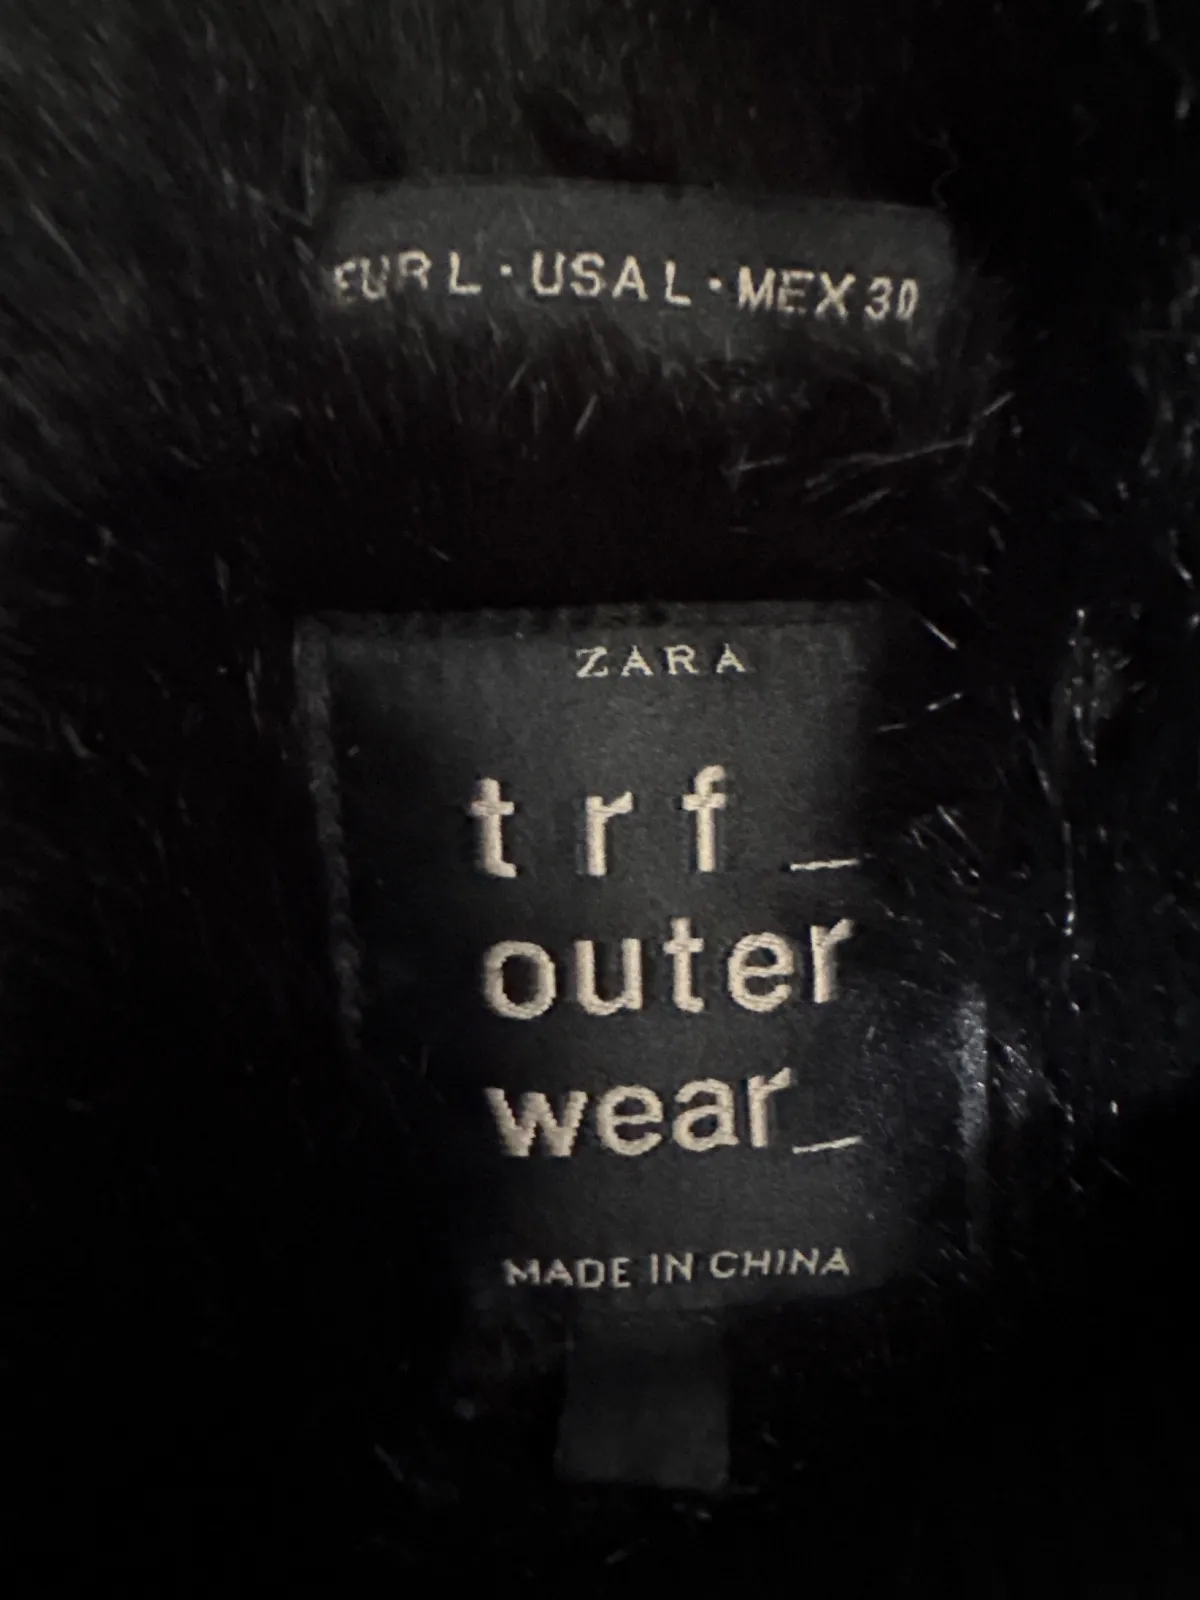 EUR L · USA L · MEX 30
ZARA
trf_
outer
wear_
MADE IN CHINA